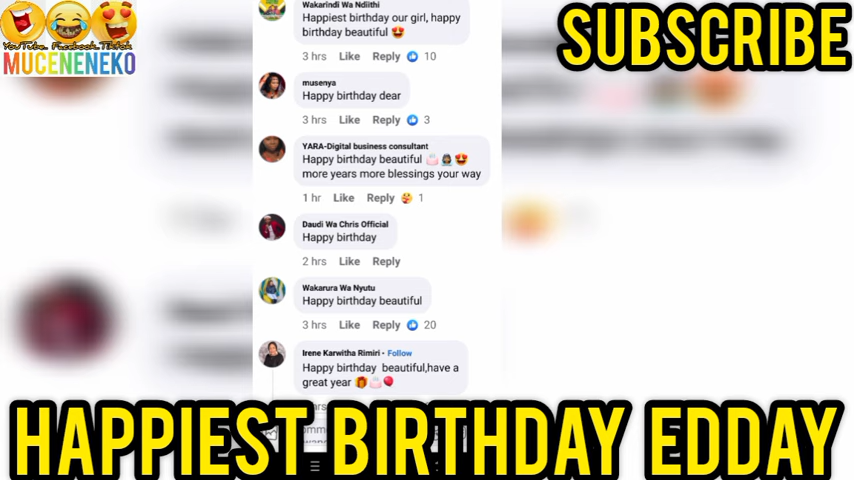 YouTube. Facebook. Tiktok
MUCENENEKO
SUBSCRIBE
Wakarindi Wa Ndiithi
Happiest birthday our girl, happy
birthday beautiful 😍
3 hrs Like Reply 10
musenya
Happy birthday dear
3 hrs Like Reply 3
YARA-Digital business consultant
Happy birthday beautiful 🎂👩🏿‍💼😍
more years more blessings your way
1 hr Like Reply 1
Daudi Wa Chris Official
Happy birthday
2 hrs Like Reply
Wakarura Wa Nyutu
Happy birthday beautiful
3 hrs Like Reply 20
Irene Karwitha Rimiri • Follow
Happy birthday beautiful,have a
great year 🎁🎂🎈
HAPPIEST BIRTHDAY EDDAY